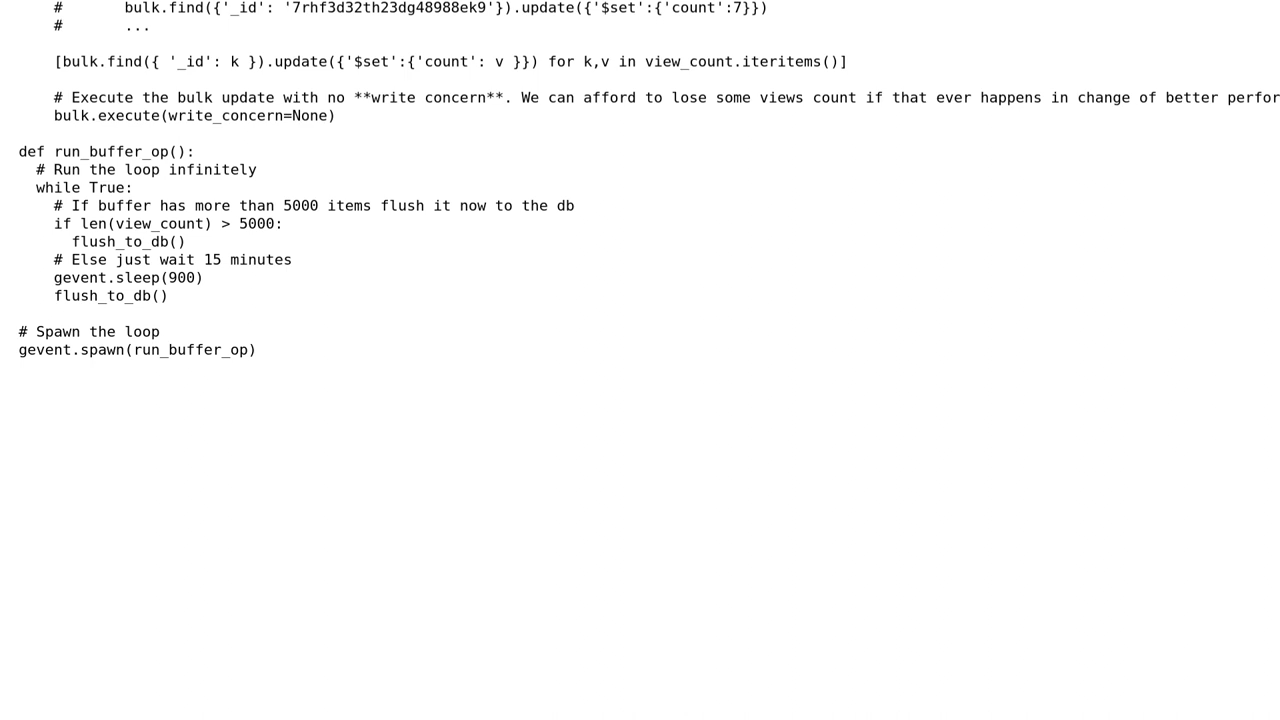 #       bulk.find({'_id': '7rhf3d32th23dg48988ek9'}).update({'$set':{'count':7}})
#       ...
[bulk.find({ '_id': k }).update({'$set':{'count': v }}) for k,v in view_count.iteritems()]
# Execute the bulk update with no **write concern**. We can afford to lose some views count if that ever happens in change of better perfor
bulk.execute(write_concern=None)
def run_buffer_op():
# Run the loop infinitely
while True:
# If buffer has more than 5000 items flush it now to the db
if len(view_count) > 5000:
flush_to_db()
# Else just wait 15 minutes
gevent.sleep(900)
flush_to_db()
# Spawn the loop
gevent.spawn(run_buffer_op)